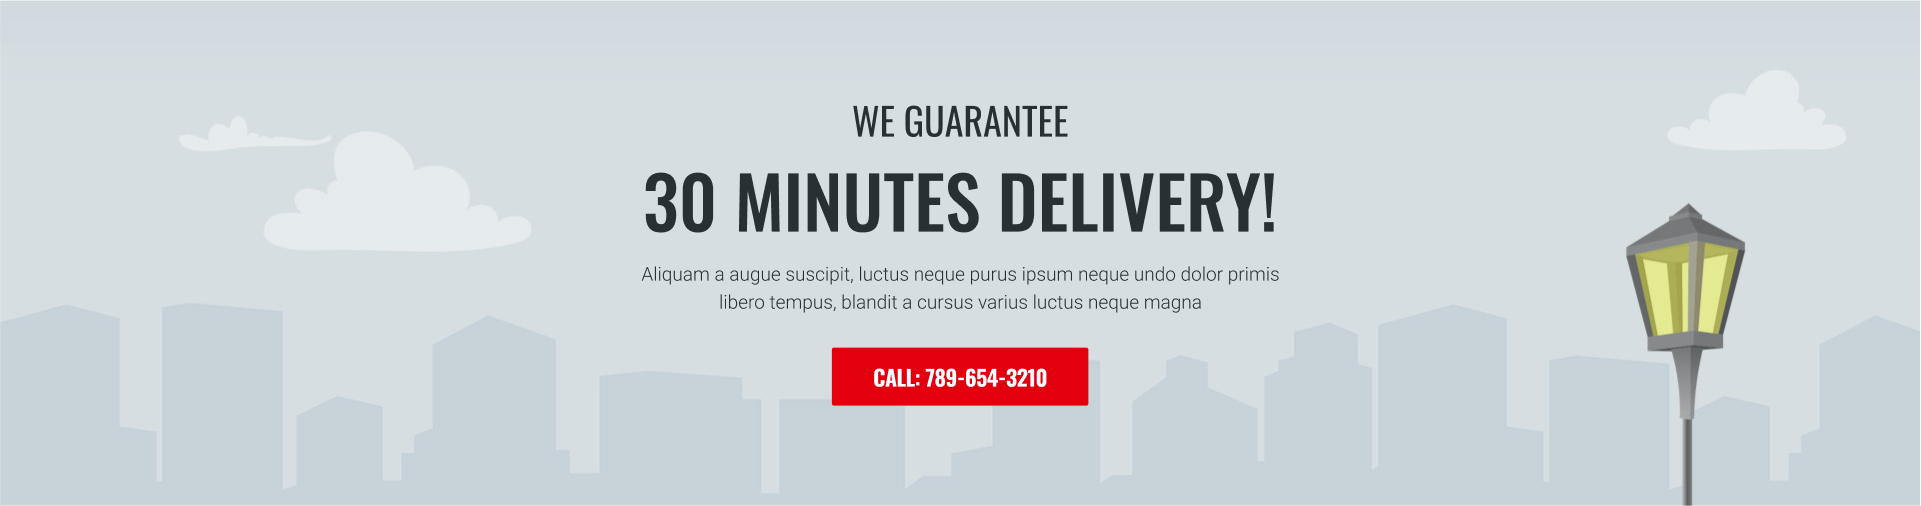 WE GUARANTEE
30 MINUTES DELIVERY!
Aliquam a augue suscipit, luctus neque purus ipsum neque undo dolor primis
libero tempus, blandit a cursus varius luctus neque magna
CALL: 789-654-3210